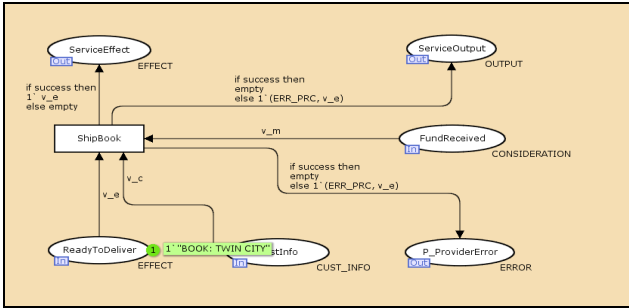 ServiceEffect
Out
EFFECT
ServiceOutput
Out
OUTPUT
if success then
1` v_e
else empty
if success then
empty
else 1`(ERR_PRC, v_e)
ShipBook
v_m
FundReceived
In
CONSIDERATION
v_c
v_e
if success then
empty
else 1`(ERR_PRC, v_e)
ReadyToDeliver
In
EFFECT
1
1`"BOOK: TWIN CITY"
stInfo
In
CUST_INFO
P_ProviderError
Out
ERROR